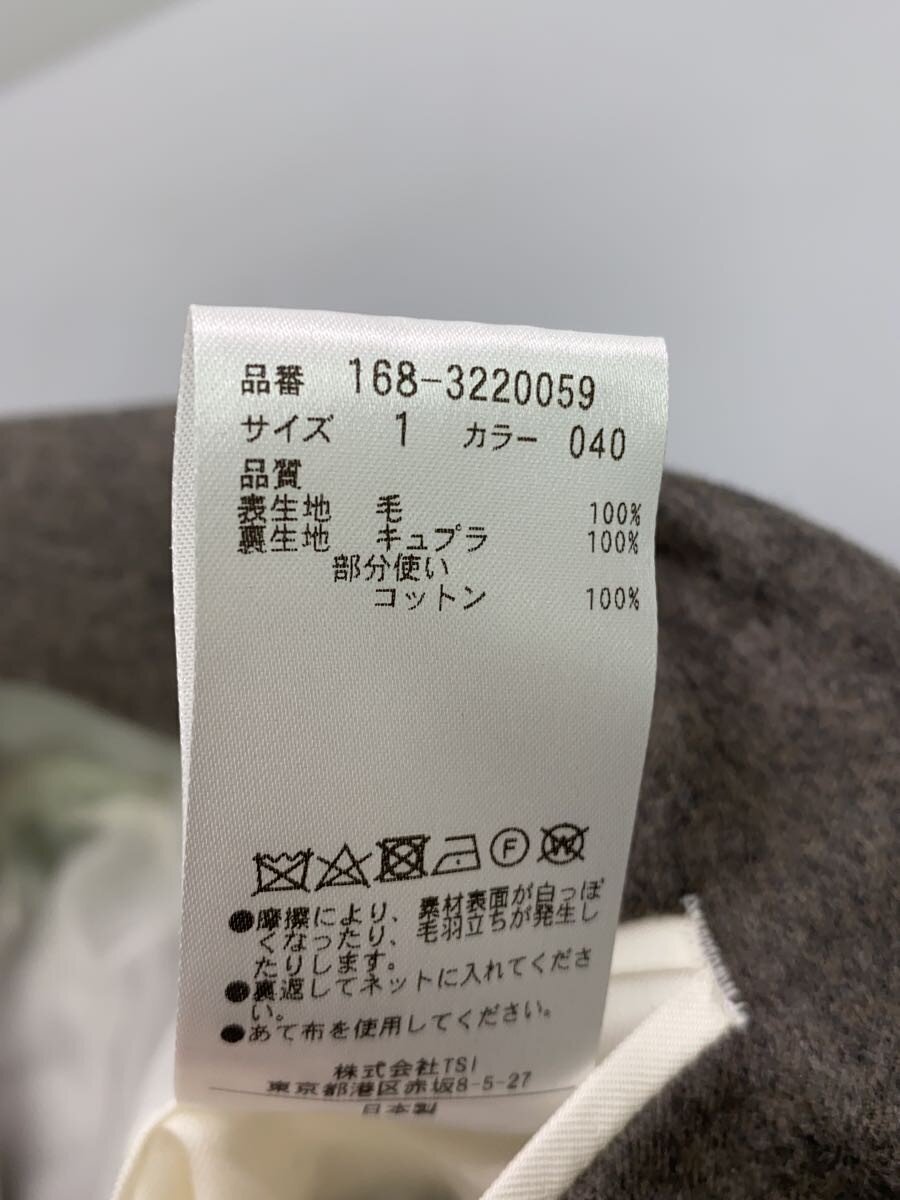 品番 168-3220059
サイズ 1 カラー 040
品質
表生地 毛 100%
裏生地 キュプラ 100%
部分使い
コットン 100%
F W
●摩擦により、素材表面が白っぽ
くなったり、毛羽立ちが発生し
たりします。
●裏返してネットに入れてくださ
い。
●あて布を使用してください。
株式会社TSI
東京都港区赤坂8-5-27
日本製